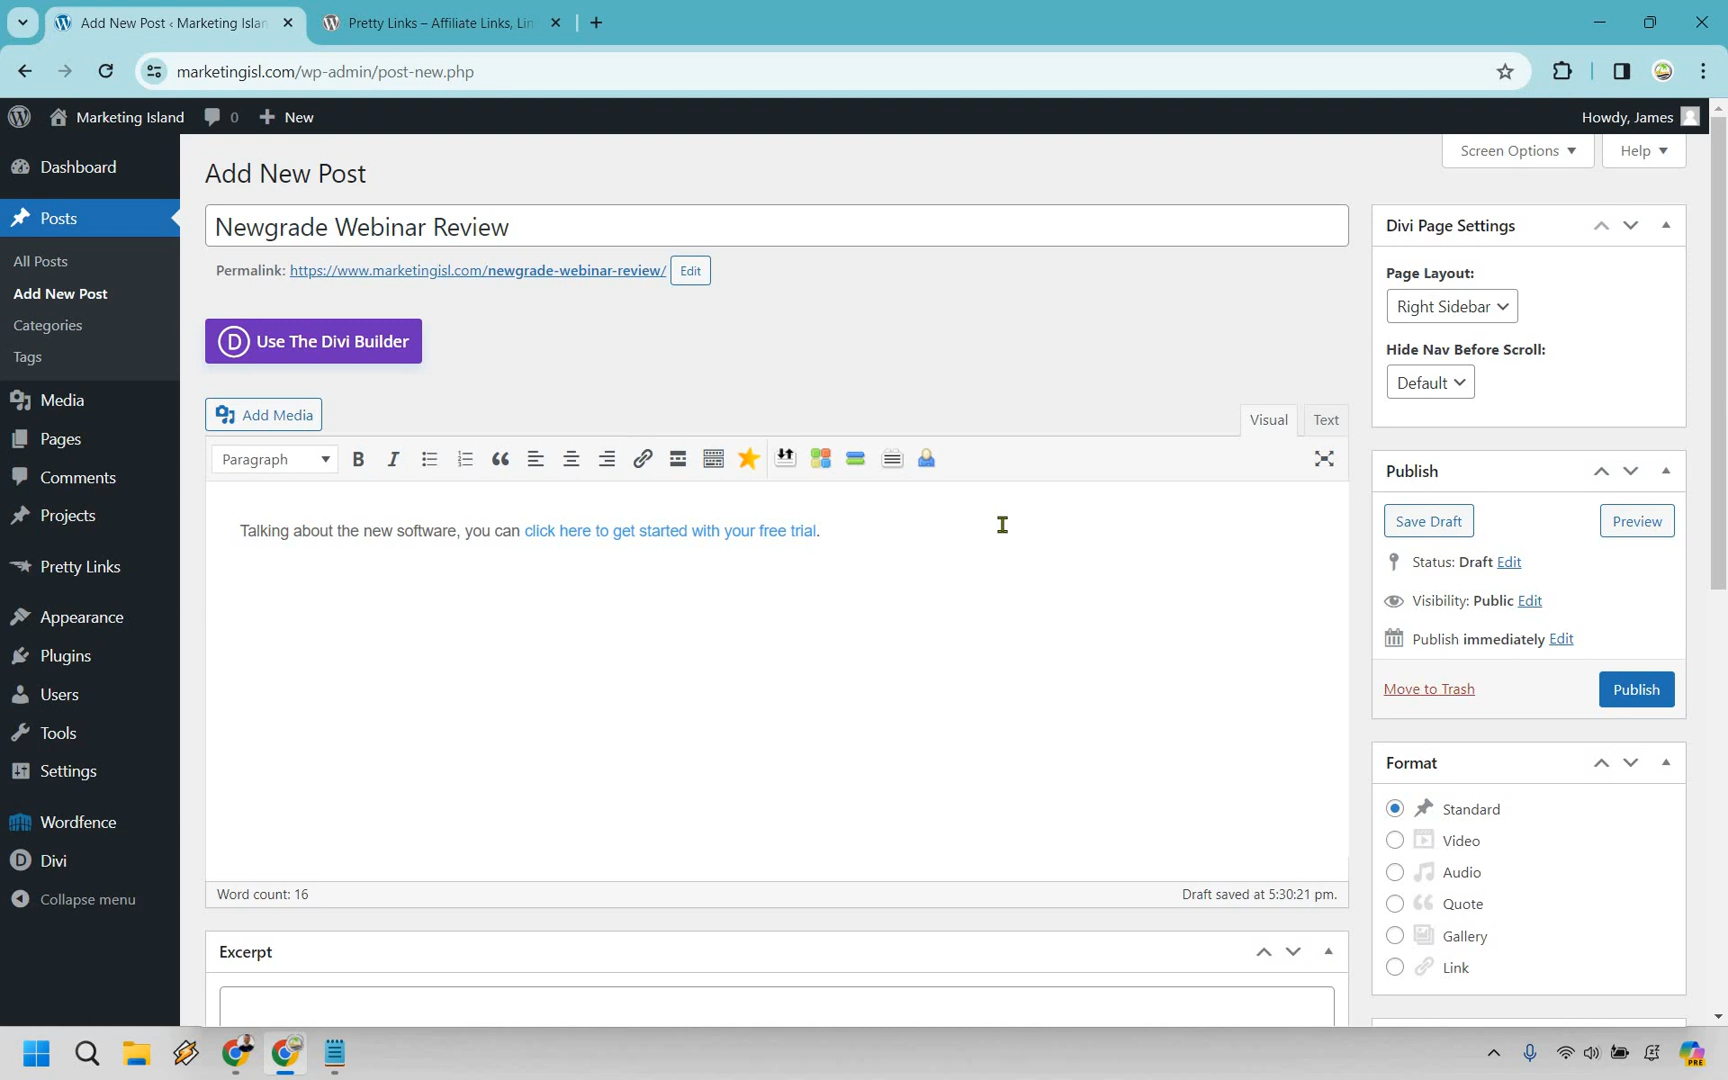 Add New Post ‹ Marketing Islan
Pretty Links – Affiliate Links, Lin
marketingisl.com/wp-admin/post-new.php
Marketing Island
0
New
Howdy, James
Dashboard
Posts
All Posts
Add New Post
Categories
Tags
Media
Pages
Comments
Projects
Pretty Links
Appearance
Plugins
Users
Tools
Settings
Wordfence
Divi
Collapse menu
Add New Post
Screen Options
Help
Newgrade Webinar Review
Permalink: https://www.marketingisl.com/newgrade-webinar-review/ Edit
D Use The Divi Builder
Add Media
Visual
Text
Paragraph
B
I
Talking about the new software, you can click here to get started with your free trial.
Word count: 16
Draft saved at 5:30:21 pm.
Excerpt
Divi Page Settings
Page Layout:
Right Sidebar
Hide Nav Before Scroll:
Default
Publish
Save Draft
Preview
Status: Draft Edit
Visibility: Public Edit
Publish immediately Edit
Move to Trash
Publish
Format
Standard
Video
Audio
Quote
Gallery
Link
PRE